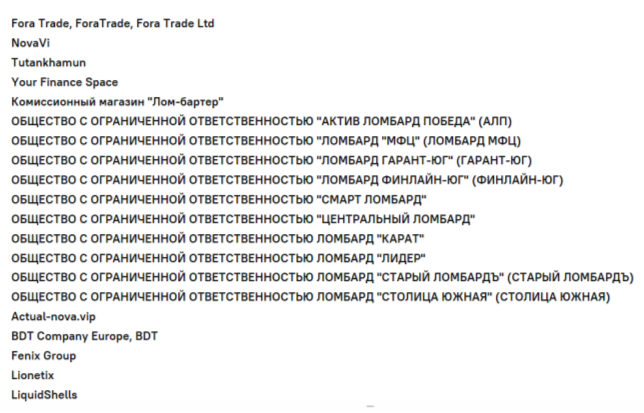 Fora Trade, ForaTrade, Fora Trade Ltd
NovaVi
Tutankhamun
Your Finance Space
Комиссионный магазин "Лом-бартер"
ОБЩЕСТВО С ОГРАНИЧЕННОЙ ОТВЕТСТВЕННОСТЬЮ "АКТИВ ЛОМБАРД ПОБЕДА" (АЛП)
ОБЩЕСТВО С ОГРАНИЧЕННОЙ ОТВЕТСТВЕННОСТЬЮ "ЛОМБАРД "МФЦ" (ЛОМБАРД МФЦ)
ОБЩЕСТВО С ОГРАНИЧЕННОЙ ОТВЕТСТВЕННОСТЬЮ "ЛОМБАРД ГАРАНТ-ЮГ" (ГАРАНТ-ЮГ)
ОБЩЕСТВО С ОГРАНИЧЕННОЙ ОТВЕТСТВЕННОСТЬЮ "ЛОМБАРД ФИНЛАЙН-ЮГ" (ФИНЛАЙН-ЮГ)
ОБЩЕСТВО С ОГРАНИЧЕННОЙ ОТВЕТСТВЕННОСТЬЮ "СМАРТ ЛОМБАРД"
ОБЩЕСТВО С ОГРАНИЧЕННОЙ ОТВЕТСТВЕННОСТЬЮ "ЦЕНТРАЛЬНЫЙ ЛОМБАРД"
ОБЩЕСТВО С ОГРАНИЧЕННОЙ ОТВЕТСТВЕННОСТЬЮ ЛОМБАРД "КАРАТ"
ОБЩЕСТВО С ОГРАНИЧЕННОЙ ОТВЕТСТВЕННОСТЬЮ ЛОМБАРД "ЛИДЕР"
ОБЩЕСТВО С ОГРАНИЧЕННОЙ ОТВЕТСТВЕННОСТЬЮ ЛОМБАРД "СТАРЫЙ ЛОМБАРДЪ" (СТАРЫЙ ЛОМБАРДЪ)
ОБЩЕСТВО С ОГРАНИЧЕННОЙ ОТВЕТСТВЕННОСТЬЮ ЛОМБАРД "СТОЛИЦА ЮЖНАЯ" (СТОЛИЦА ЮЖНАЯ)
Actual-nova.vip
BDT Company Europe, BDT
Fenix Group
Lionetix
LiquidShells